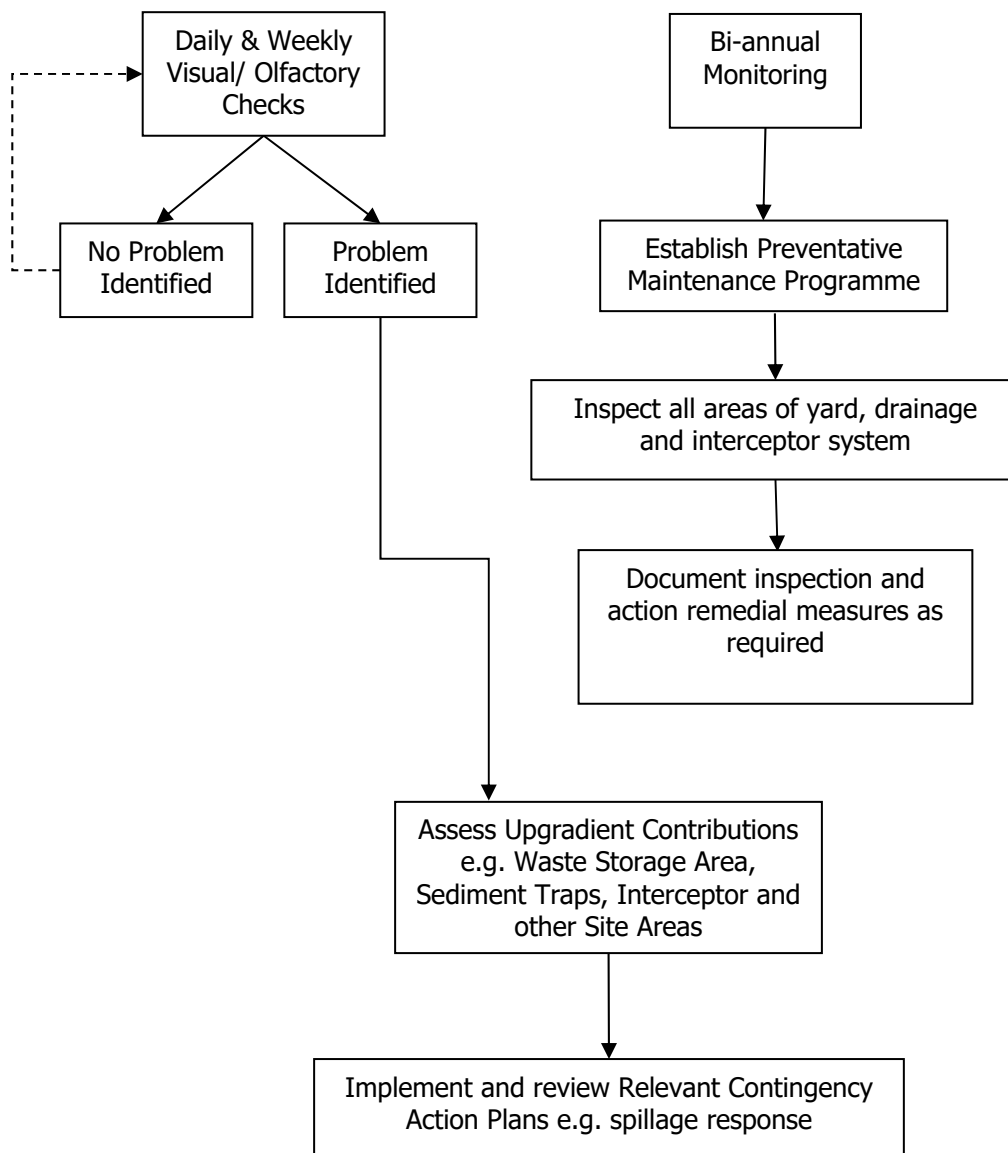 Daily & Weekly
Visual/ Olfactory
Checks
Bi-annual
Monitoring
No Problem
Identified
Problem
Identified
Establish Preventative
Maintenance Programme
Inspect all areas of yard, drainage
and interceptor system
Document inspection and
action remedial measures as
required
Assess Upgradient Contributions
e.g. Waste Storage Area,
Sediment Traps, Interceptor and
other Site Areas
Implement and review Relevant Contingency
Action Plans e.g. spillage response